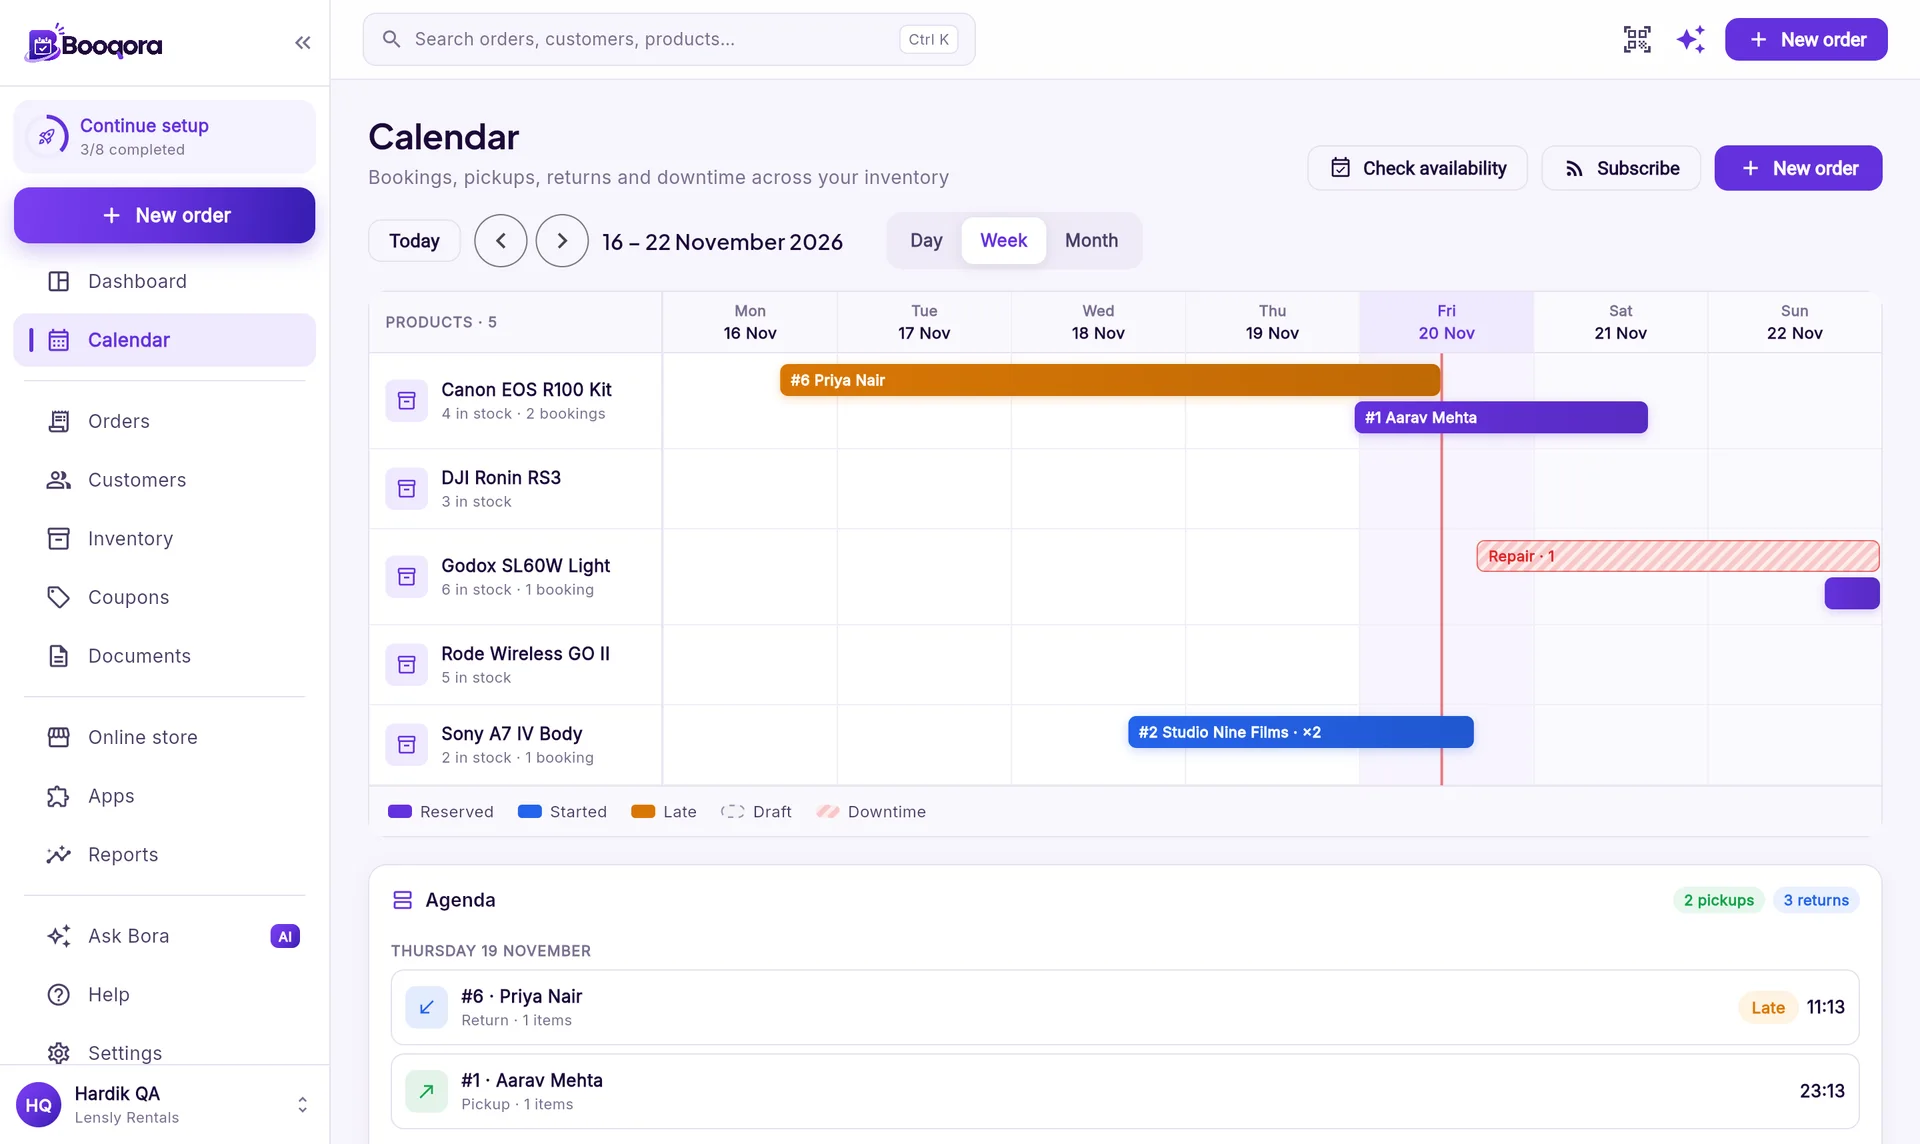 Booqora
Search orders, customers, products...
Ctrl K
New order
Continue setup
3/8 completed
New order
Dashboard
Calendar
Orders
Customers
Inventory
Coupons
Documents
Online store
Apps
Reports
Ask Bora
AI
Help
Settings
HQ
Hardik QA
Lensly Rentals
Calendar
Bookings, pickups, returns and downtime across your inventory
Check availability
Subscribe
New order
Today
16 – 22 November 2026
Day
Week
Month
PRODUCTS · 5
Mon
16 Nov
Tue
17 Nov
Wed
18 Nov
Thu
19 Nov
Fri
20 Nov
Sat
21 Nov
Sun
22 Nov
Canon EOS R100 Kit
4 in stock · 2 bookings
#6 Priya Nair
#1 Aarav Mehta
DJI Ronin RS3
3 in stock
Godox SL60W Light
6 in stock · 1 booking
Repair · 1
Rode Wireless GO II
5 in stock
Sony A7 IV Body
2 in stock · 1 booking
#2 Studio Nine Films · ×2
Reserved
Started
Late
Draft
Downtime
Agenda
2 pickups
3 returns
THURSDAY 19 NOVEMBER
#6 · Priya Nair
Return · 1 items
Late
11:13
#1 · Aarav Mehta
Pickup · 1 items
23:13